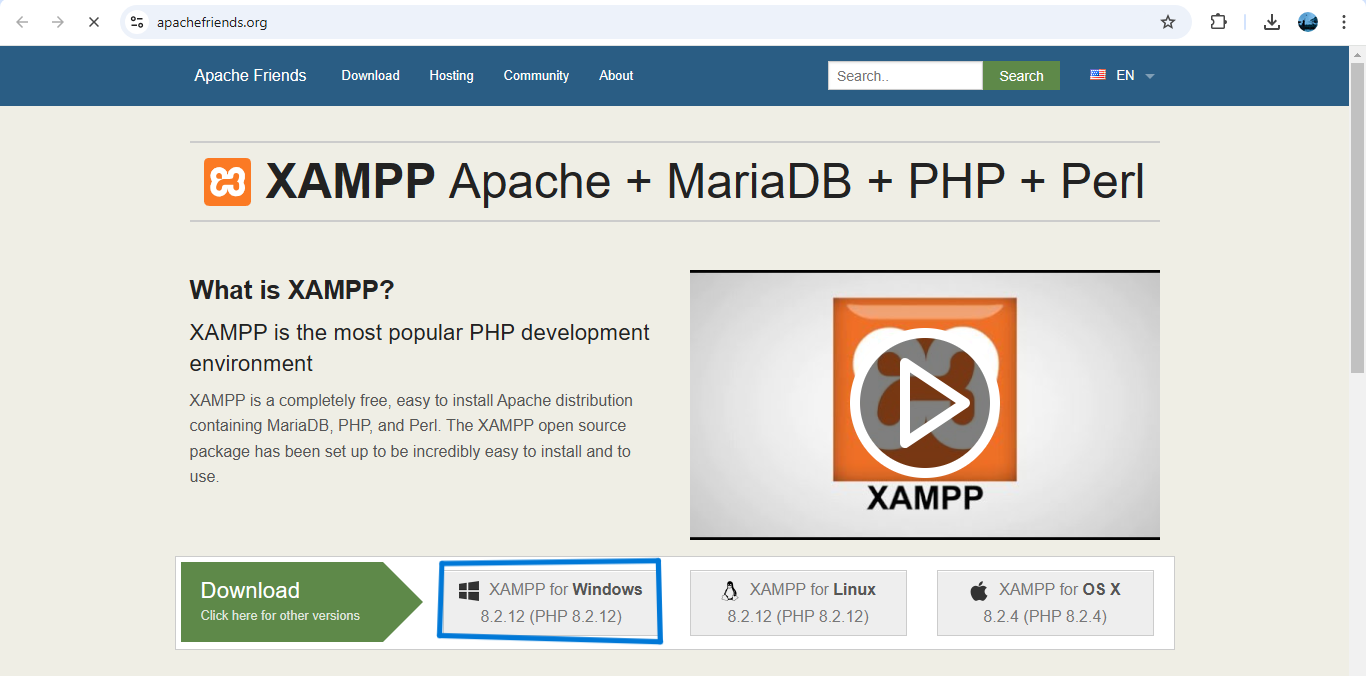 apachefriends.org
Apache Friends Download Hosting Community About Search.. Search EN
XAMPP Apache + MariaDB + PHP + Perl
What is XAMPP?
XAMPP is the most popular PHP development
environment
XAMPP is a completely free, easy to install Apache distribution
containing MariaDB, PHP, and Perl. The XAMPP open source
package has been set up to be incredibly easy to install and to
use.
XAMPP
Download
Click here for other versions
XAMPP for Windows
8.2.12 (PHP 8.2.12)
XAMPP for Linux
8.2.12 (PHP 8.2.12)
XAMPP for OS X
8.2.4 (PHP 8.2.4)